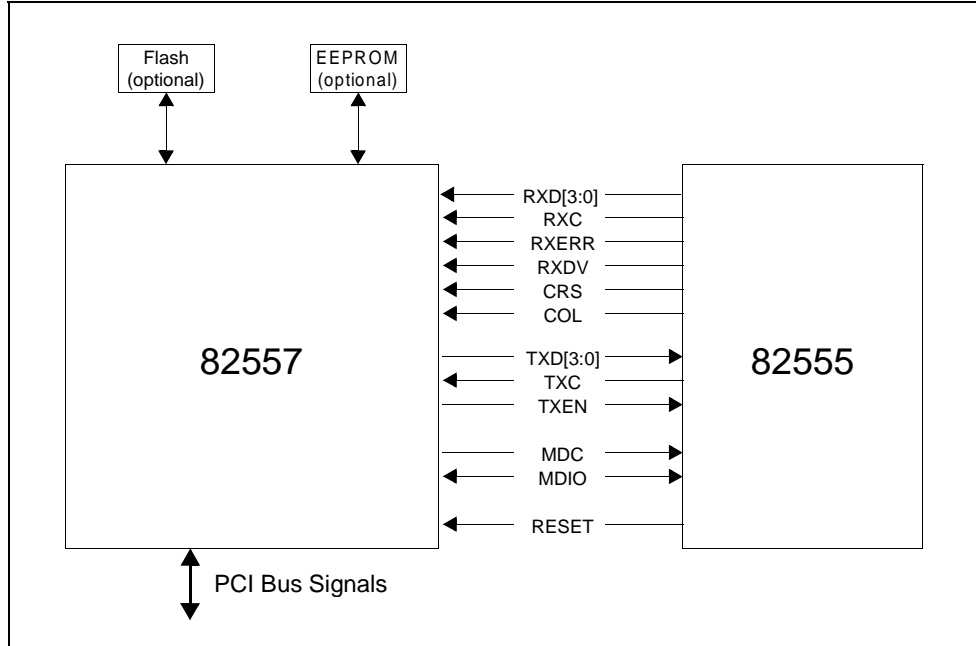 Flash
(optional)
EEPROM
(optional)
RXD[3:0]
RXC
RXERR
RXDV
CRS
COL
82557
TXD[3:0]
82555
TXC
TXEN
MDC
MDIO
RESET
PCI Bus Signals